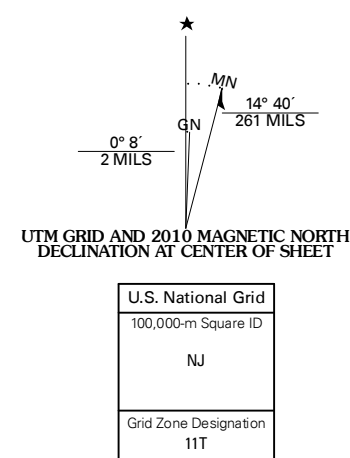 ★
MN
GN
14° 40´
261 MILS
0° 8´
2 MILS
UTM GRID AND 2010 MAGNETIC NORTH
DECLINATION AT CENTER OF SHEET
U.S. National Grid
100,000-m Square ID
NJ
Grid Zone Designation
11T